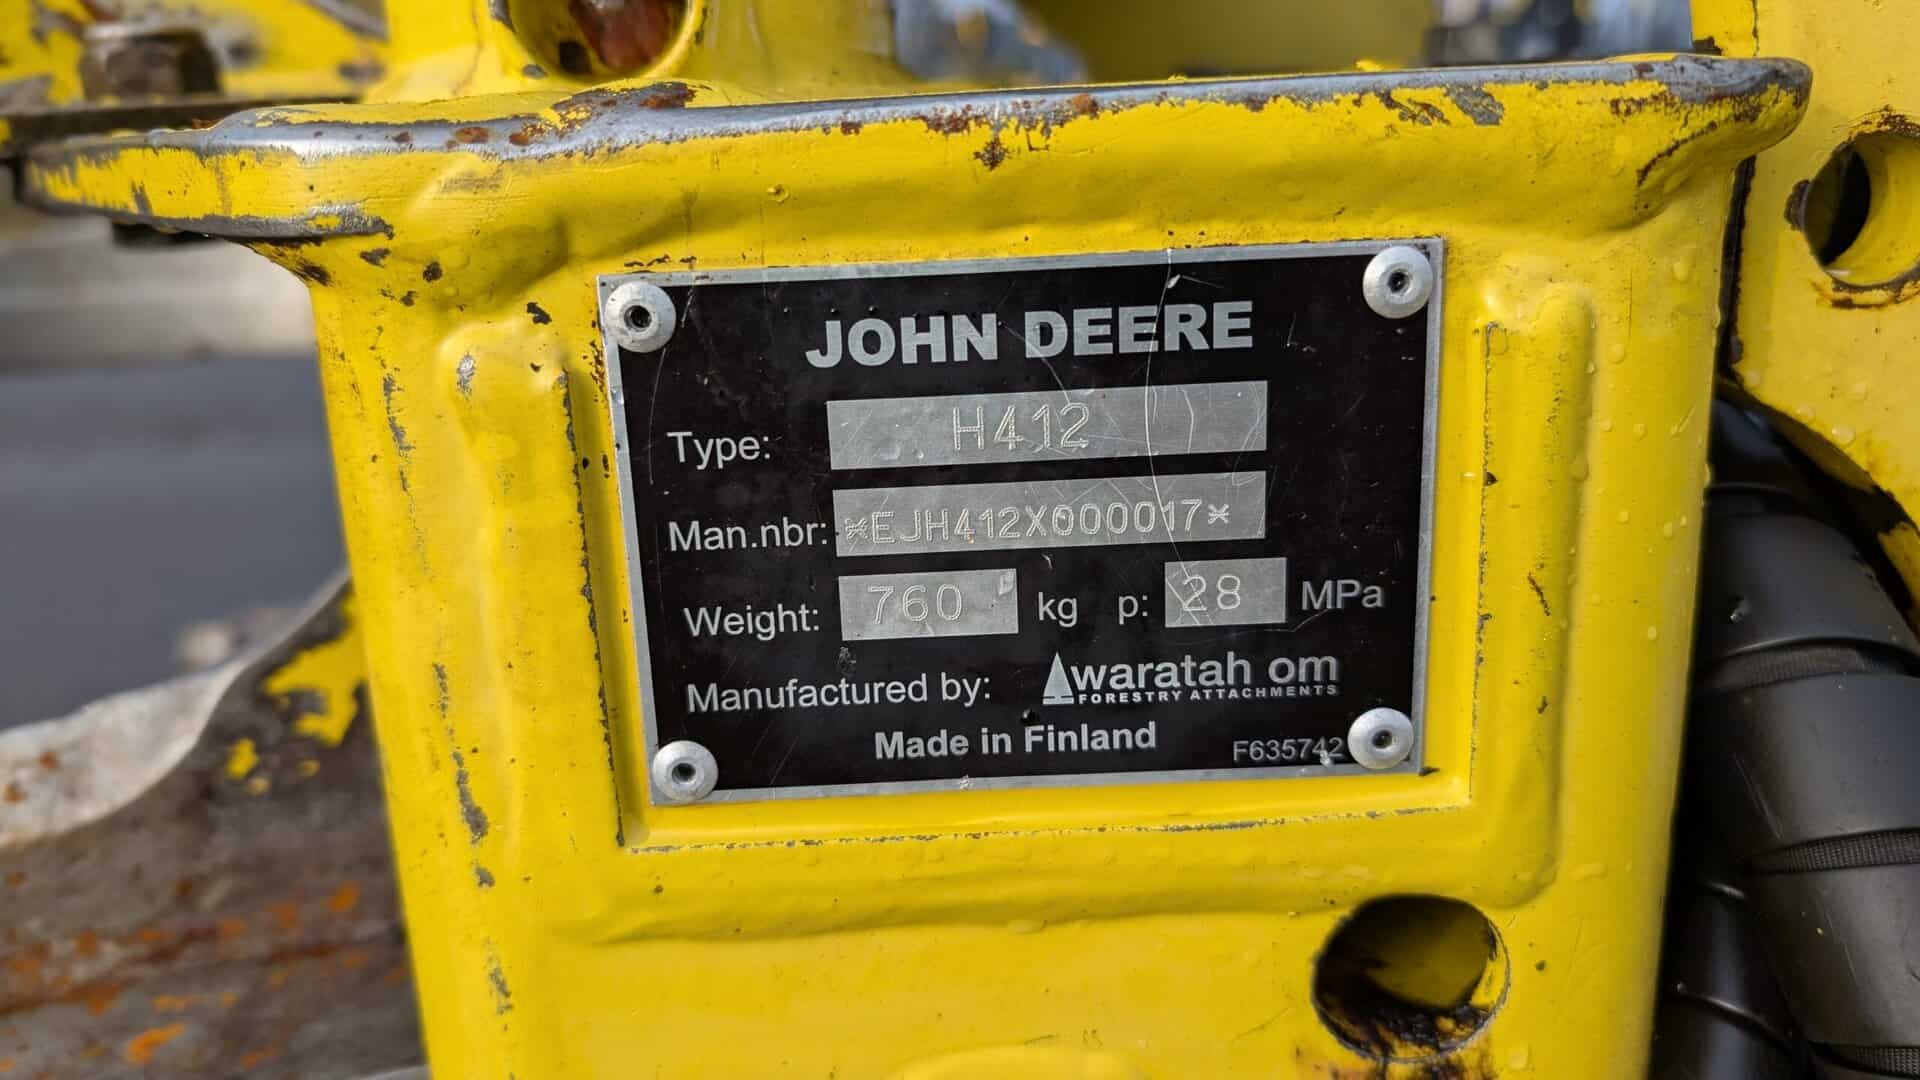 JOHN DEERE
Type: H412
Man.nbr: *EJH412X000017*
Weight: 760 kg p: 28 MPa
Manufactured by: waratah om
FORESTRY ATTACHMENTS
Made in Finland
F635742